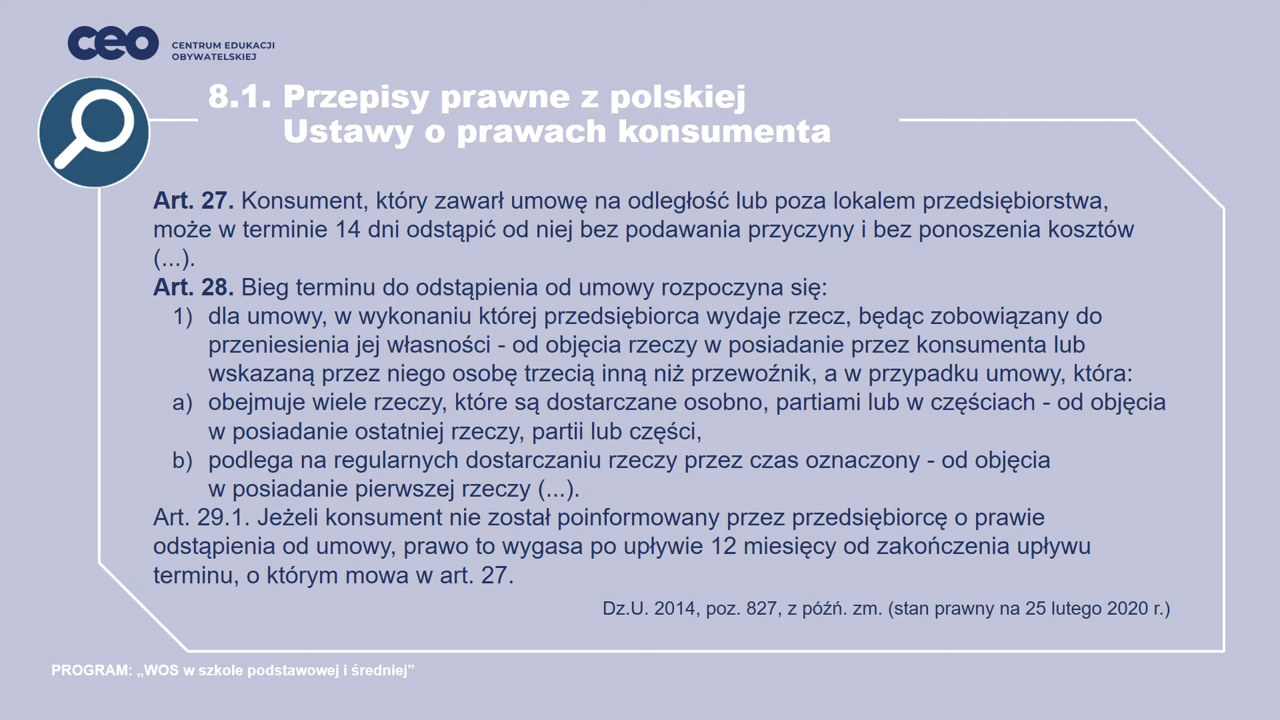 ceo
CENTRUM EDUKACJI
OBYWATELSKIEJ
8.1. Przepisy prawne z polskiej
Ustawy o prawach konsumenta
Art. 27. Konsument, który zawarł umowę na odległość lub poza lokalem przedsiębiorstwa,
może w terminie 14 dni odstąpić od niej bez podawania przyczyny i bez ponoszenia kosztów
(...).
Art. 28. Bieg terminu do odstąpienia od umowy rozpoczyna się:
1) dla umowy, w wykonaniu której przedsiębiorca wydaje rzecz, będąc zobowiązany do
przeniesienia jej własności - od objęcia rzeczy w posiadanie przez konsumenta lub
wskazaną przez niego osobę trzecią inną niż przewoźnik, a w przypadku umowy, która:
a) obejmuje wiele rzeczy, które są dostarczane osobno, partiami lub w częściach - od objęcia
w posiadanie ostatniej rzeczy, partii lub części,
b) podlega na regularnych dostarczaniu rzeczy przez czas oznaczony - od objęcia
w posiadanie pierwszej rzeczy (...).
Art. 29.1. Jeżeli konsument nie został poinformowany przez przedsiębiorcę o prawie
odstąpienia od umowy, prawo to wygasa po upływie 12 miesięcy od zakończenia upływu
terminu, o którym mowa w art. 27.
Dz.U. 2014, poz. 827, z późń. zm. (stan prawny na 25 lutego 2020 r.)
PROGRAM: „WOS w szkole podstawowej i średniej”